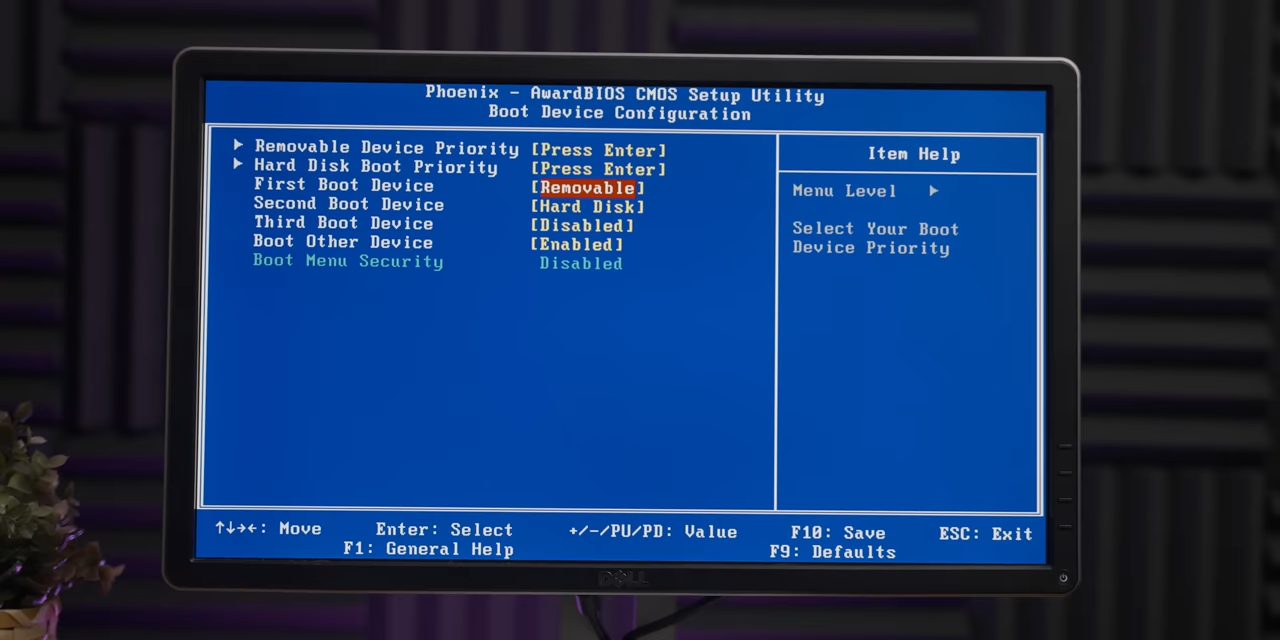 Phoenix - AwardBIOS CMOS Setup Utility
Boot Device Configuration
▶ Removable Device Priority [Press Enter]
▶ Hard Disk Boot Priority [Press Enter]
First Boot Device [Removable]
Second Boot Device [Hard Disk]
Third Boot Device [Disabled]
Boot Other Device [Enabled]
Boot Menu Security Disabled
Item Help
Menu Level ▶
Select Your Boot
Device Priority
↑↓→←: Move Enter: Select +/-/PU/PD: Value F10: Save ESC: Exit
F1: General Help F9: Defaults
DELL